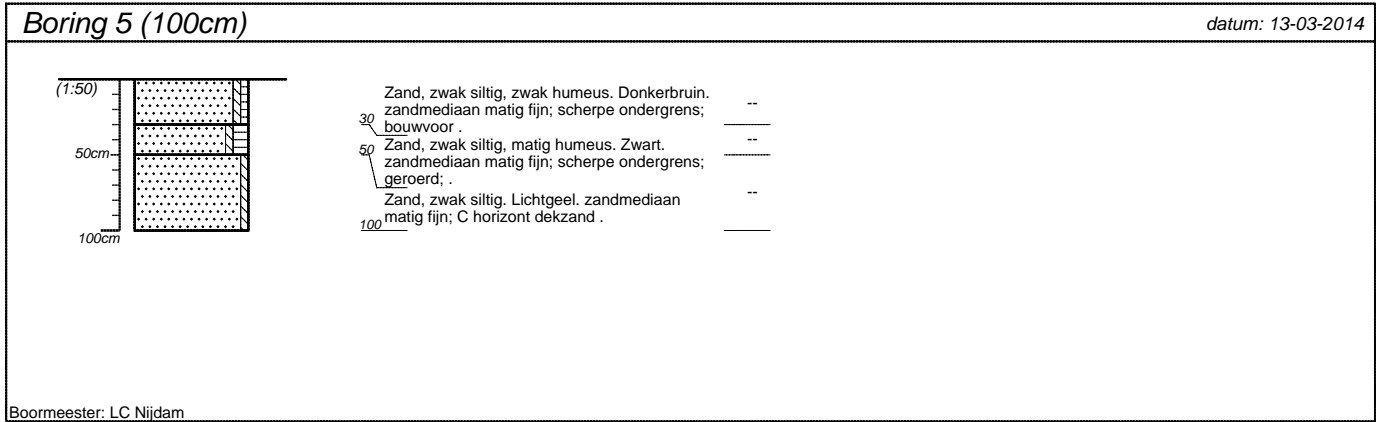 Boring 5 (100cm)
datum: 13-03-2014
(1:50)
50cm
100cm
30
Zand, zwak siltig, zwak humeus. Donkerbruin.
zandmediaan matig fijn; scherpe ondergrens;
bouwvoor .
--
50
Zand, zwak siltig, matig humeus. Zwart.
zandmediaan matig fijn; scherpe ondergrens;
geroerd; .
--
Zand, zwak siltig. Lichtgeel. zandmediaan
matig fijn; C horizont dekzand .
--
100
Boormeester: LC Nijdam